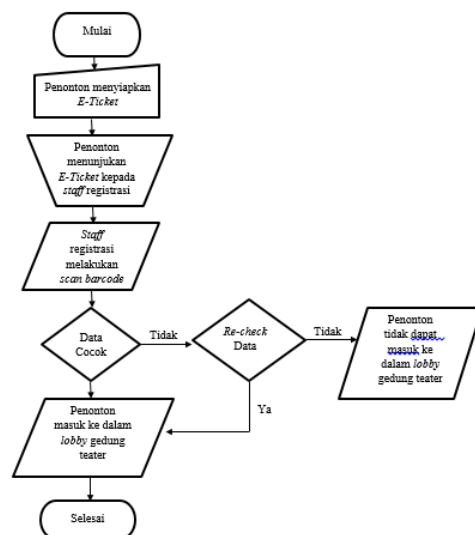 Mulai
Penonton menyiapkan
E-Ticket
Penonton
menunjukan
E-Ticket kepada
staff registrasi
Staff
registrasi
melakukan
scan barcode
Data
Cocok
Tidak
Re-check
Data
Tidak
Penonton
tidak dapat
masuk ke
dalam lobby
gedung teater
Ya
Penonton
masuk ke dalam
lobby gedung
teater
Selesai